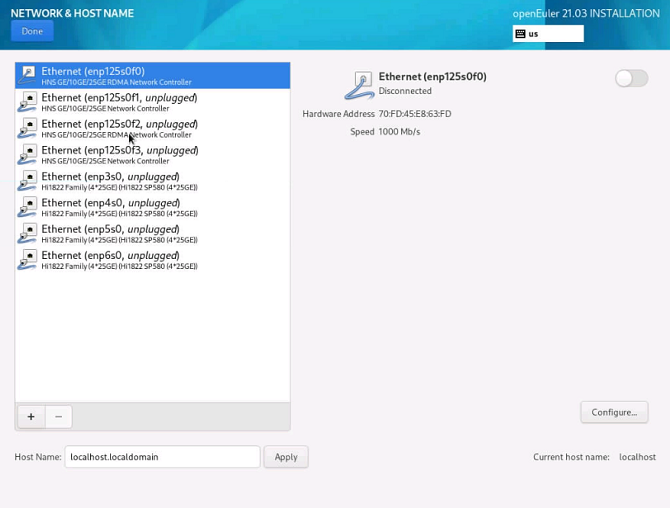 NETWORK & HOST NAME
openEuler 21.03 INSTALLATION
Done
us
Ethernet (enp125s0f0)
HNS GE/10GE/25GE RDMA Network Controller
Ethernet (enp125s0f1, unplugged)
HNS GE/10GE/25GE Network Controller
Ethernet (enp125s0f2, unplugged)
HNS GE/10GE/25GE RDMA Network Controller
Ethernet (enp125s0f3, unplugged)
HNS GE/10GE/25GE Network Controller
Ethernet (enp3s0, unplugged)
Hi1822 Family (4*25GE) (Hi1822 SP580 (4*25GE))
Ethernet (enp4s0, unplugged)
Hi1822 Family (4*25GE) (Hi1822 SP580 (4*25GE))
Ethernet (enp5s0, unplugged)
Hi1822 Family (4*25GE) (Hi1822 SP580 (4*25GE))
Ethernet (enp6s0, unplugged)
Hi1822 Family (4*25GE) (Hi1822 SP580 (4*25GE))
+ −
Ethernet (enp125s0f0)
Disconnected
Hardware Address 70:FD:45:E8:63:FD
Speed 1000 Mb/s
Configure...
Host Name: localhost.localdomain Apply
Current host name: localhost